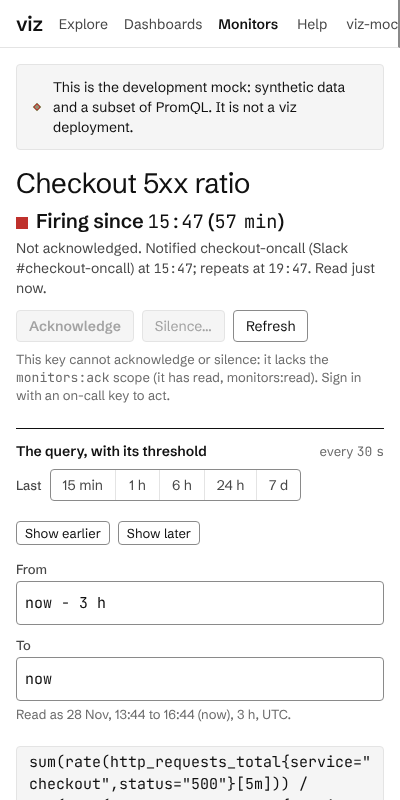 viz Explore Dashboards Monitors Help viz-moc
This is the development mock: synthetic data
and a subset of PromQL. It is not a viz
deployment.
Checkout 5xx ratio
Firing since 15:47 (57 min)
Not acknowledged. Notified checkout-oncall (Slack
#checkout-oncall) at 15:47; repeats at 19:47. Read just
now.
Acknowledge Silence… Refresh
This key cannot acknowledge or silence: it lacks the
monitors:ack scope (it has read, monitors:read). Sign in
with an on-call key to act.
The query, with its threshold every 30 s
Last 15 min 1 h 6 h 24 h 7 d
Show earlier Show later
From
now - 3 h
To
now
Read as 28 Nov, 13:44 to 16:44 (now), 3 h, UTC.
sum(rate(http_requests_total{service="
checkout",status="500"}[5m])) /